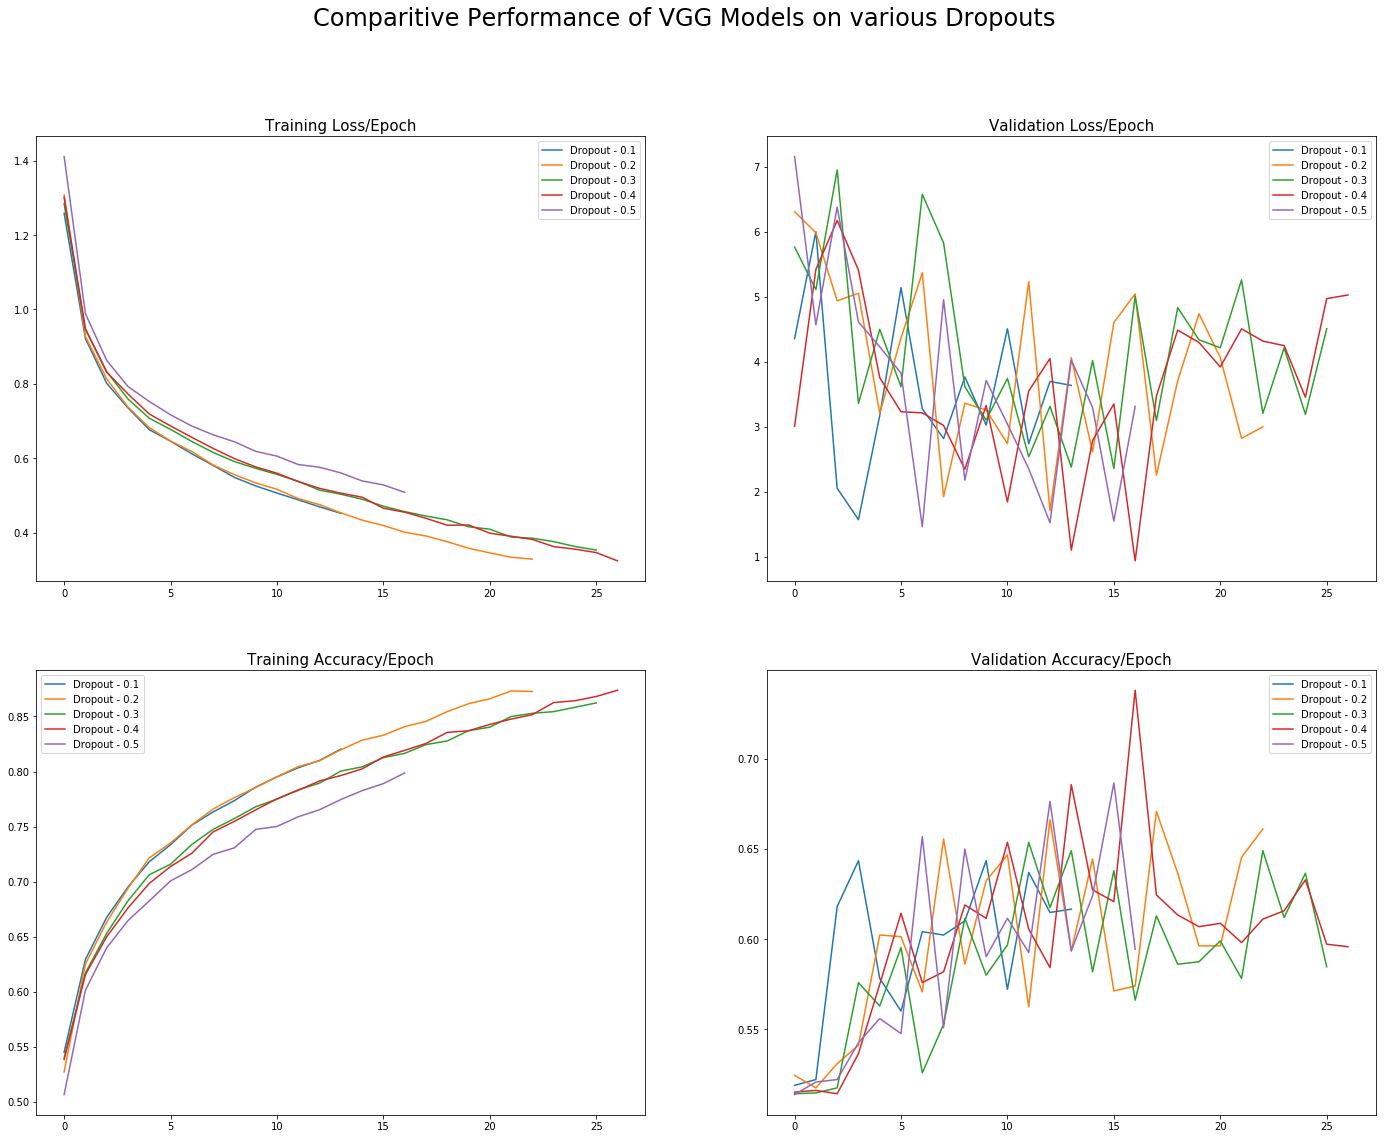 Comparitive Performance of VGG Models on various Dropouts
Training Loss/Epoch
1.4
1.2
1.0
0.8
0.6
0.4
0 5 10 15 20 25
Dropout - 0.1
Dropout - 0.2
Dropout - 0.3
Dropout - 0.4
Dropout - 0.5
Validation Loss/Epoch
7
6
5
4
3
2
1
0 5 10 15 20 25
Dropout - 0.1
Dropout - 0.2
Dropout - 0.3
Dropout - 0.4
Dropout - 0.5
Training Accuracy/Epoch
0.85
0.80
0.75
0.70
0.65
0.60
0.55
0.50
0 5 10 15 20 25
Dropout - 0.1
Dropout - 0.2
Dropout - 0.3
Dropout - 0.4
Dropout - 0.5
Validation Accuracy/Epoch
0.70
0.65
0.60
0.55
0 5 10 15 20 25
Dropout - 0.1
Dropout - 0.2
Dropout - 0.3
Dropout - 0.4
Dropout - 0.5